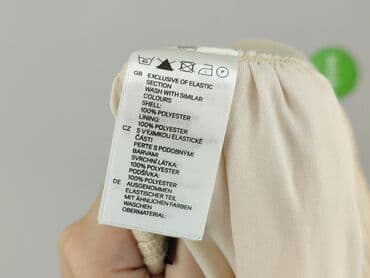 GB EXCLUSIVE OF ELASTIC
SECTION
WASH WITH SIMILAR
COLOURS
SHELL:
100% POLYESTER
LINING:
100% POLYESTER
CZ S VÝJIMKOU ELASTICKÉ
ČÁSTI
PERTE S PODOBNÝMI
BARVAMI
SVRCHNÍ LÁTKA:
100% POLYESTER
PODŠÍVKA:
100% POLYESTER
DE AUSGENOMMEN
ELASTISCHER TEIL
MIT ÄHNLICHEN FARBEN
WASCHEN
OBERMATERIAL: